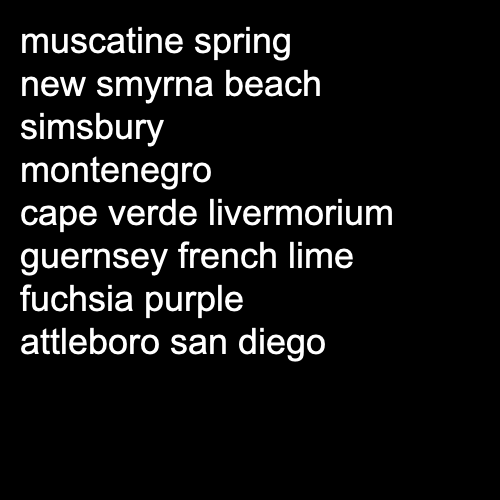 muscatine spring
new smyrna beach
simsbury
montenegro
cape verde livermorium
guernsey french lime
fuchsia purple
attleboro san diego